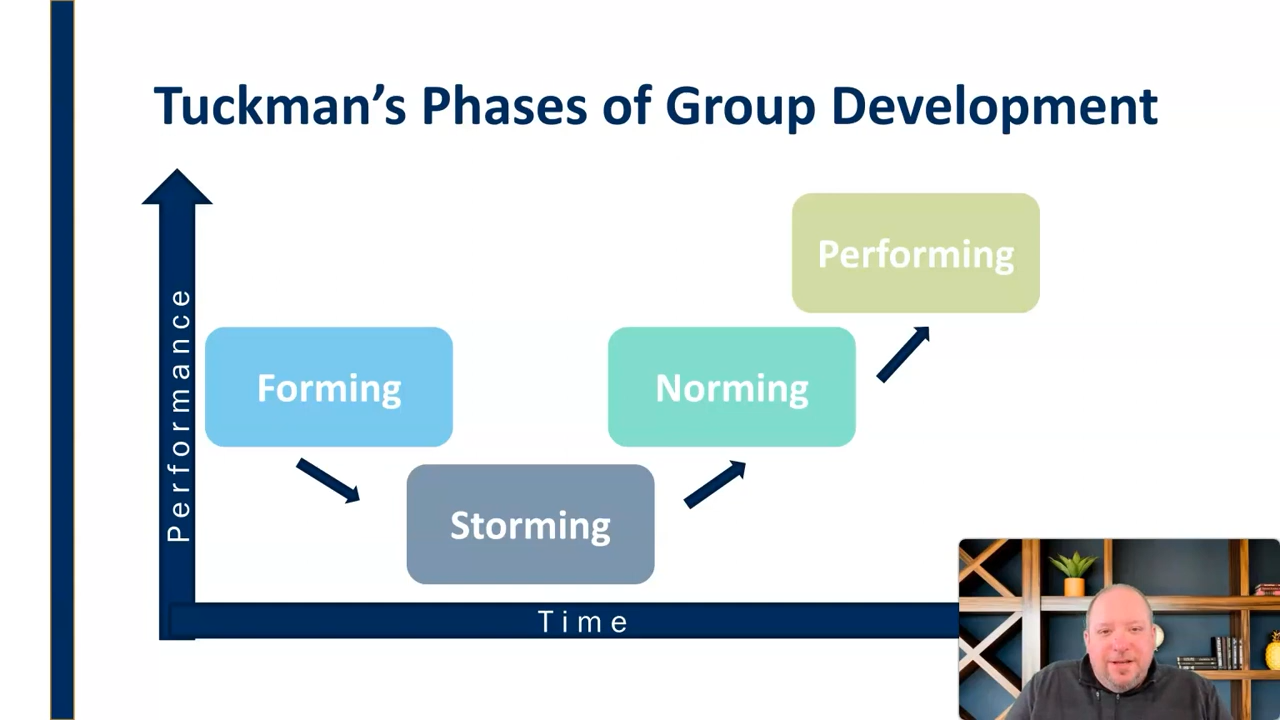 Tuckman’s Phases of Group Development
Performing
Forming
Norming
Storming
Performance
Time